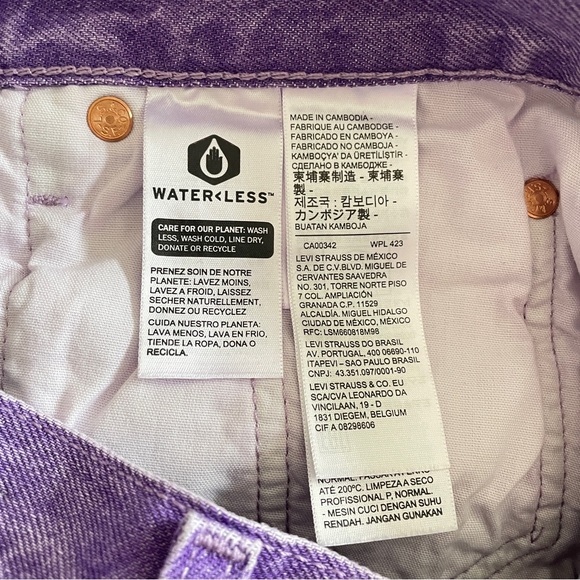 WATER<LESS™
CARE FOR OUR PLANET: WASH
LESS, WASH COLD, LINE DRY,
DONATE OR RECYCLE
PRENEZ SOIN DE NOTRE
PLANETE: LAVEZ MOINS,
LAVEZ A FROID, LAISSEZ
SECHER NATURELLEMENT,
DONNEZ OU RECYCLEZ
CUIDA NUESTRO PLANETA:
LAVA MENOS, LAVA EN FRIO,
TIENDE LA ROPA, DONA O
RECICLA.
MADE IN CAMBODIA -
FABRIQUE AU CAMBODGE -
FABRICADO EN CAMBOYA -
FABRICADO NO CAMBOJA -
KAMBOÇYA' DA ÜRETİLİŞTİR -
СДЕЛАНО В КАМБОДЖЕ -
柬埔寨制造 - 柬埔寨製
-
제조국 : 캄보디아 -
カンボジア製 -
BUATAN KAMBOJA
CA00342 WPL 423
LEVI STRAUSS DE MÉXICO
S.A. DE C.V.BLVD. MIGUEL DE
CERVANTES SAAVEDRA
NO. 301, TORRE NORTE PISO
7 COL. AMPLIACIÓN
GRANADA C.P. 11529
ALCALDÍA. MIGUEL HIDALGO
CIUDAD DE MÉXICO, MÉXICO
RFC: LSM660818M98
LEVI STRAUSS DO BRASIL
AV. PORTUGAL, 400 06690-110
ITAPEVI – SAO PAULO BRASIL
CNPJ: 43.351.097/0001-90
LEVI STRAUSS & CO. EU
SCA/CVA LEONARDO DA
VINCILAAN, 19 - D
1831 DIEGEM, BELGIUM
CIF A 08298606
ATÉ 200ºC. LIMPEZA A SECO
PROFISSIONAL P, NORMAL.
- MESIN CUCI DENGAN SUHU
RENDAH. JANGAN GUNAKAN